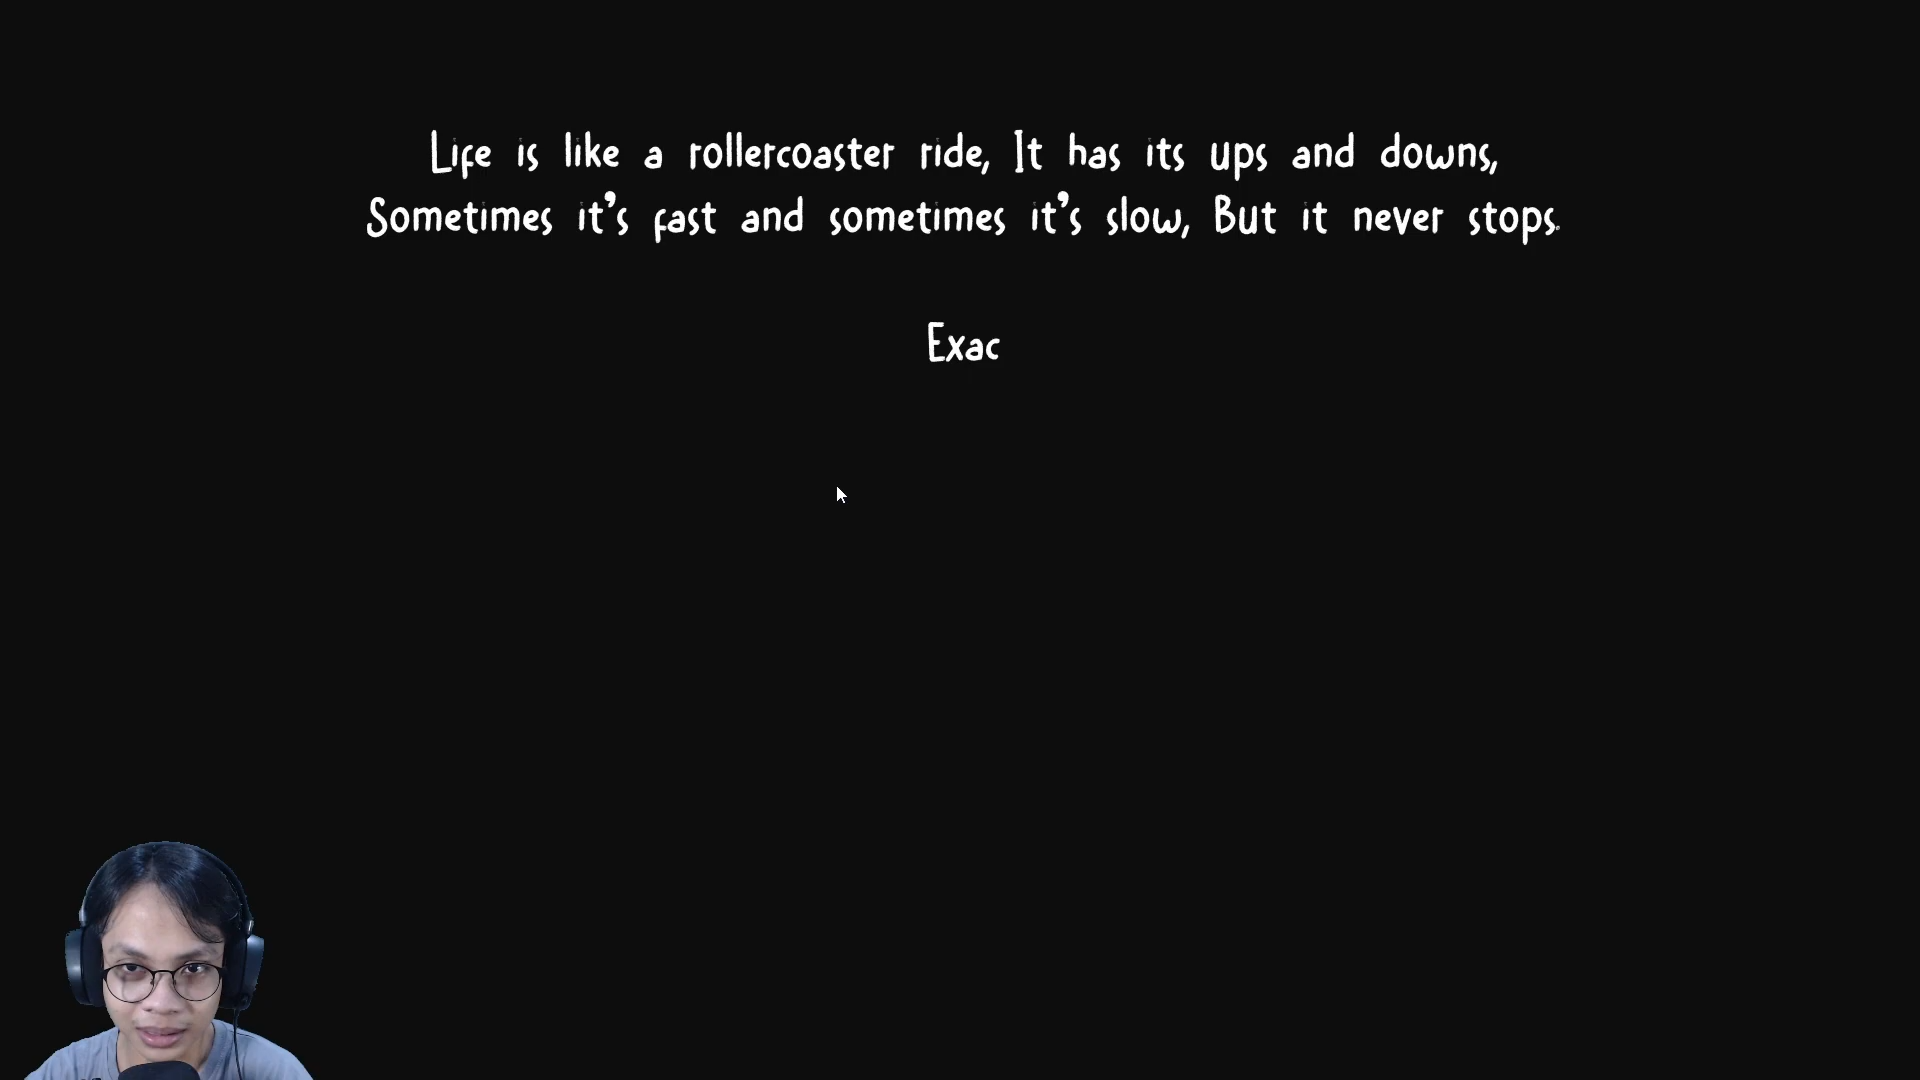 Life is like a rollercoaster ride, It has its ups and downs,
Sometimes it's fast and sometimes it's slow, But it never stops.
Exac